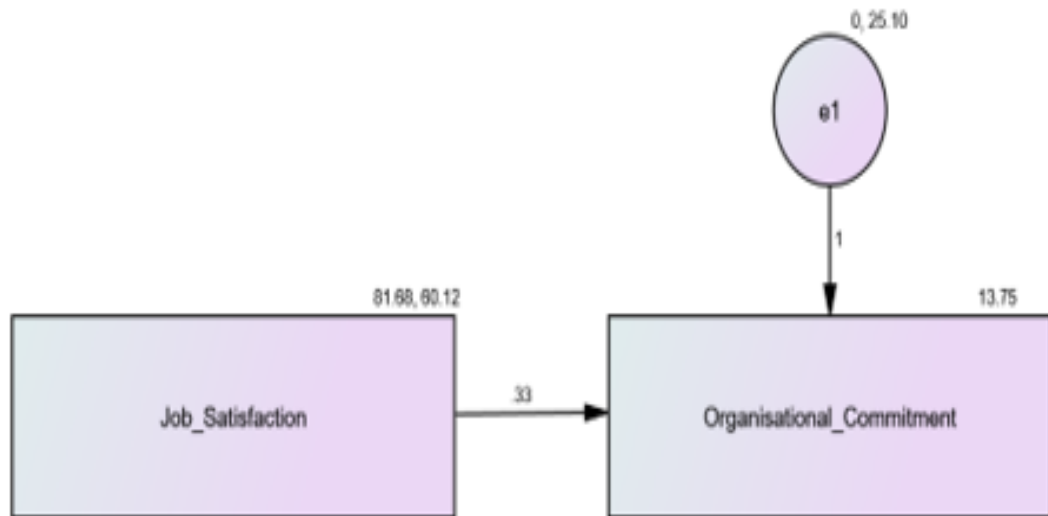 0, 25.10
e1
1
81.68, 60.12
13.75
.33
Job_Satisfaction
Organisational_Commitment